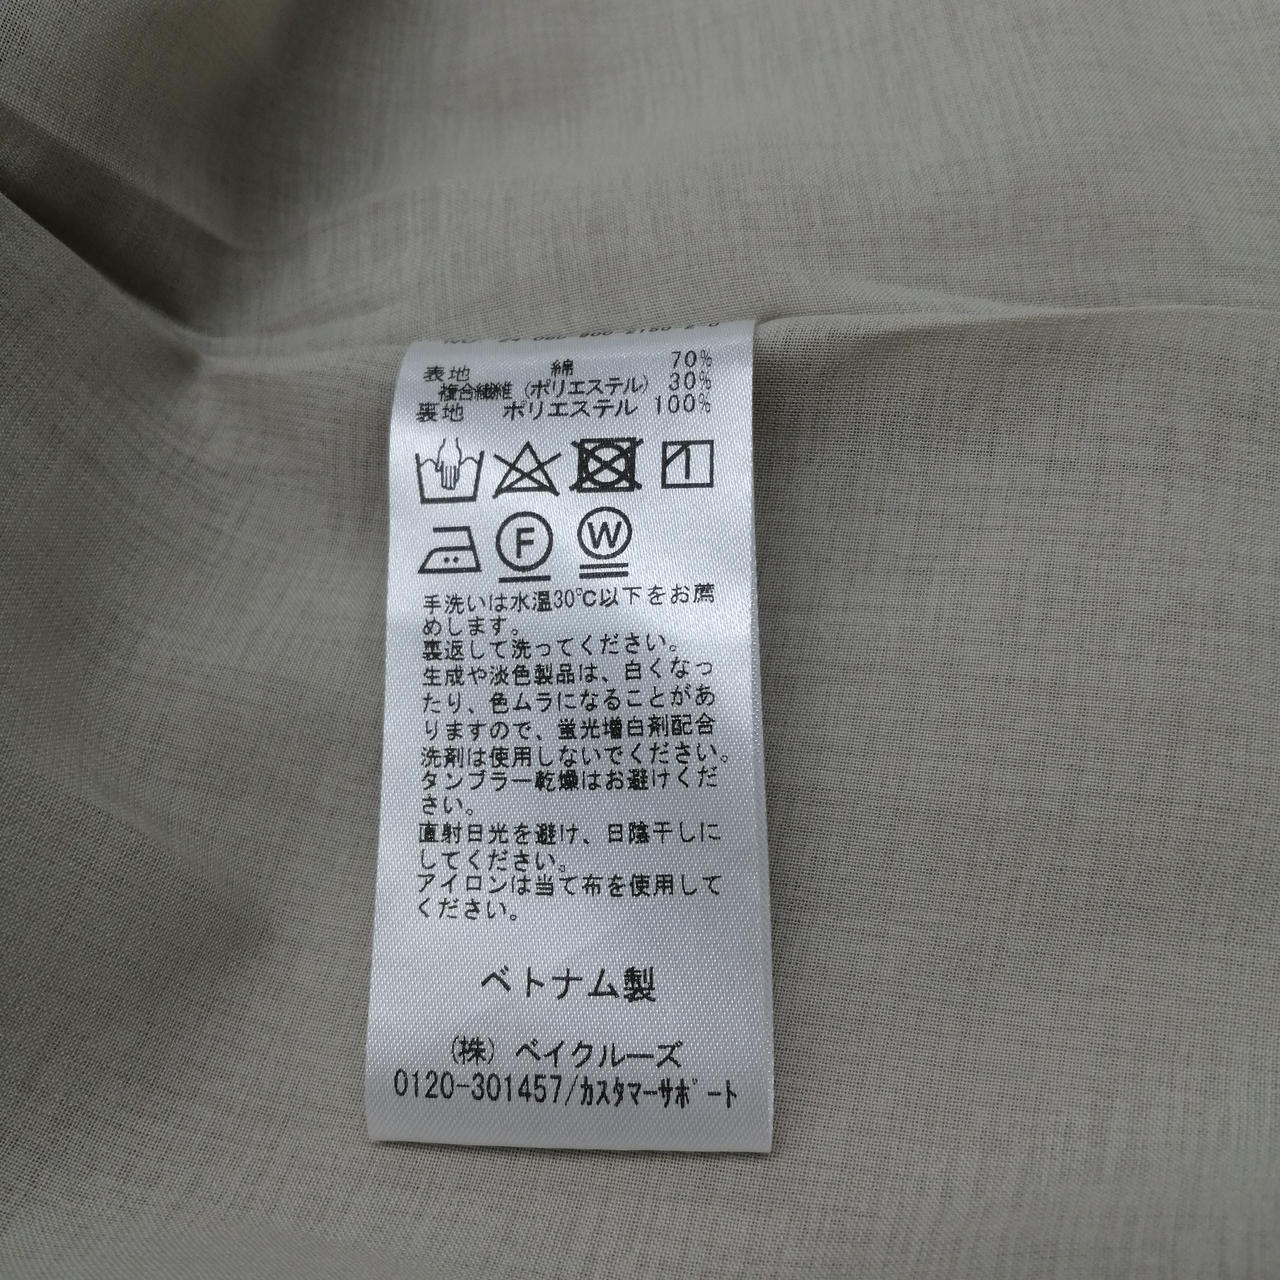 表地 綿 70%
複合繊維（ポリエステル）30%
裏地 ポリエステル 100%
F W
手洗いは水温30℃以下をお薦
めします。
裏返して洗ってください。
生成や淡色製品は、白くなっ
たり、色ムラになることがあ
りますので、蛍光増白剤配合
洗剤は使用しないでください。
タンブラー乾燥はお避けくだ
さい。
直射日光を避け、日陰干しに
してください。
アイロンは当て布を使用して
ください。
ベトナム製
（株）ベイクルーズ
0120-301457/ｶｽﾀﾏｰｻﾎﾟｰﾄ